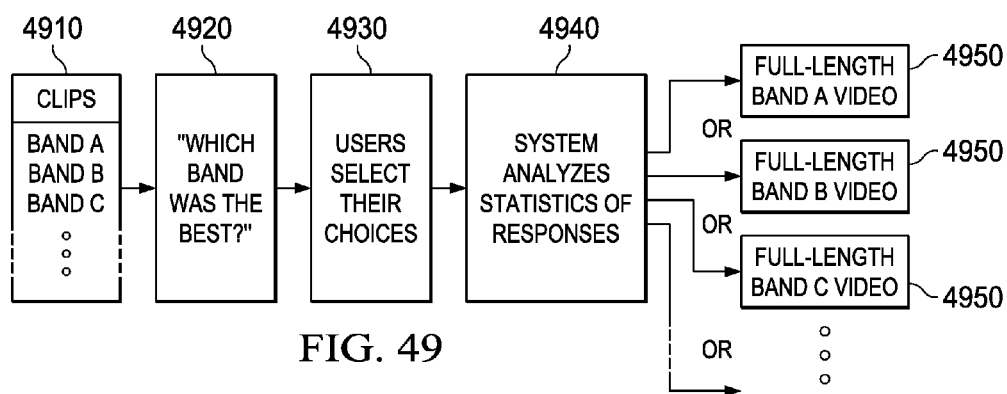 4910
4920
4930
4940
CLIPS
BAND A
BAND B
BAND C
"WHICH
BAND
WAS THE
BEST?"
USERS
SELECT
THEIR
CHOICES
SYSTEM
ANALYZES
STATISTICS OF
RESPONSES
FULL-LENGTH
BAND A VIDEO
4950
OR
FULL-LENGTH
BAND B VIDEO
4950
OR
FULL-LENGTH
BAND C VIDEO
4950
OR
FIG. 49